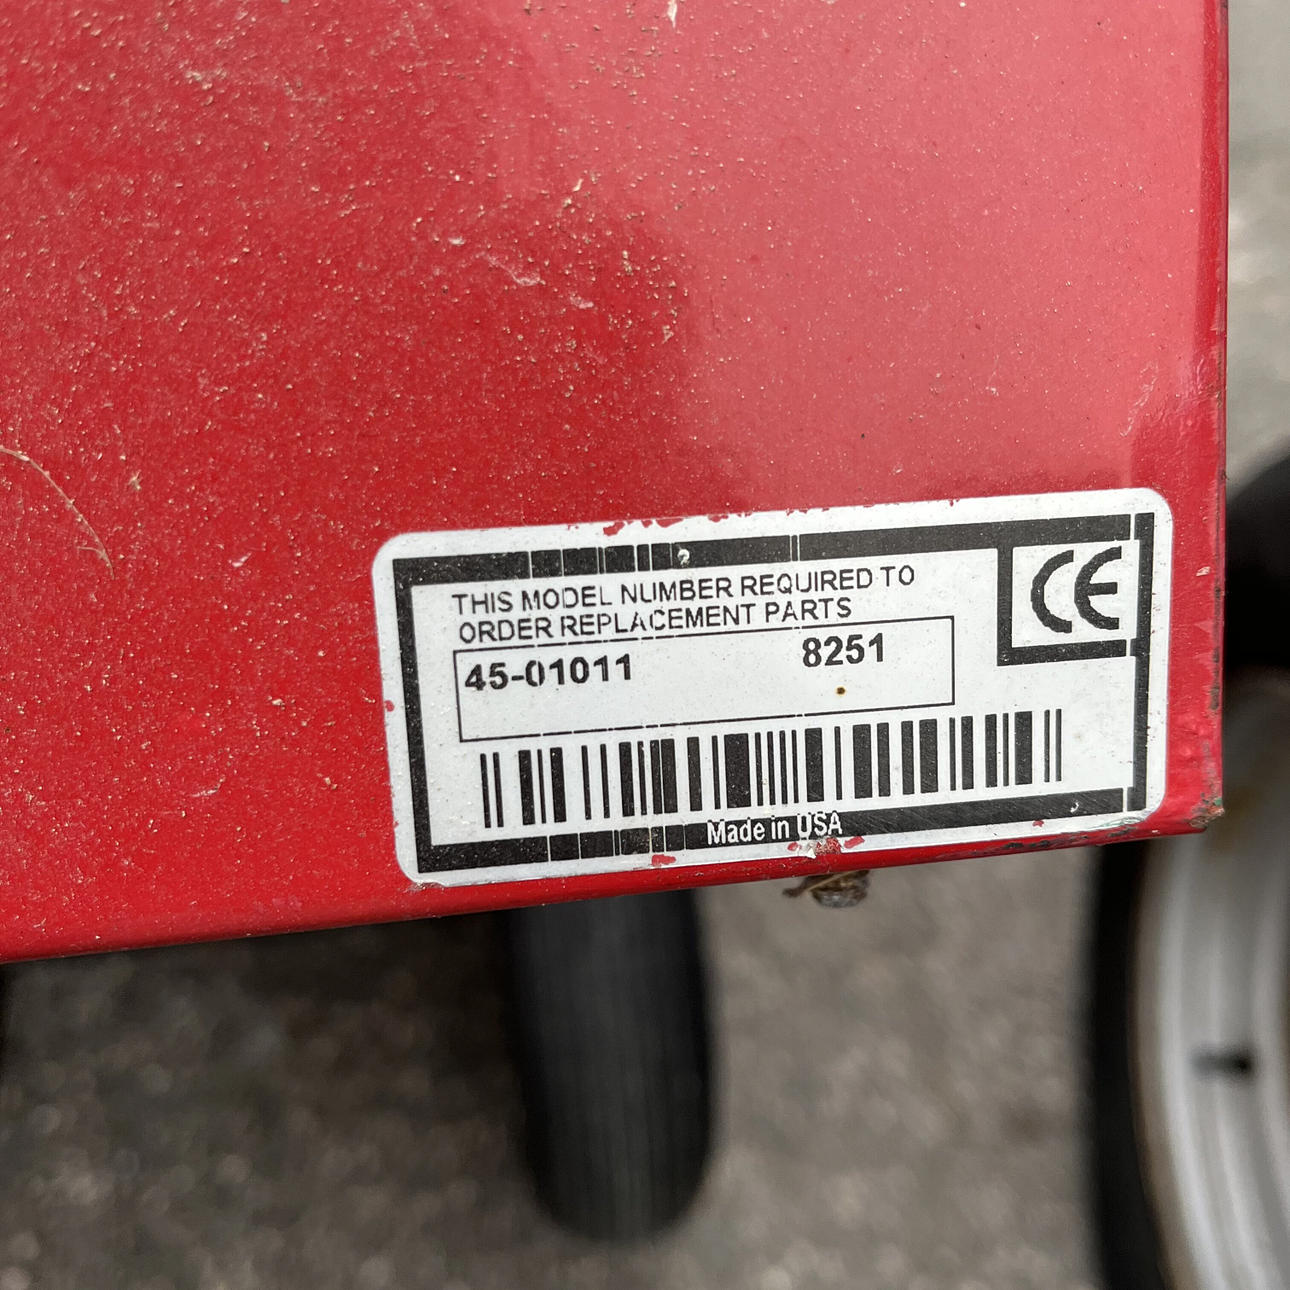 THIS MODEL NUMBER REQUIRED TO
ORDER REPLACEMENT PARTS
CE
45-01011 8251
Made in USA